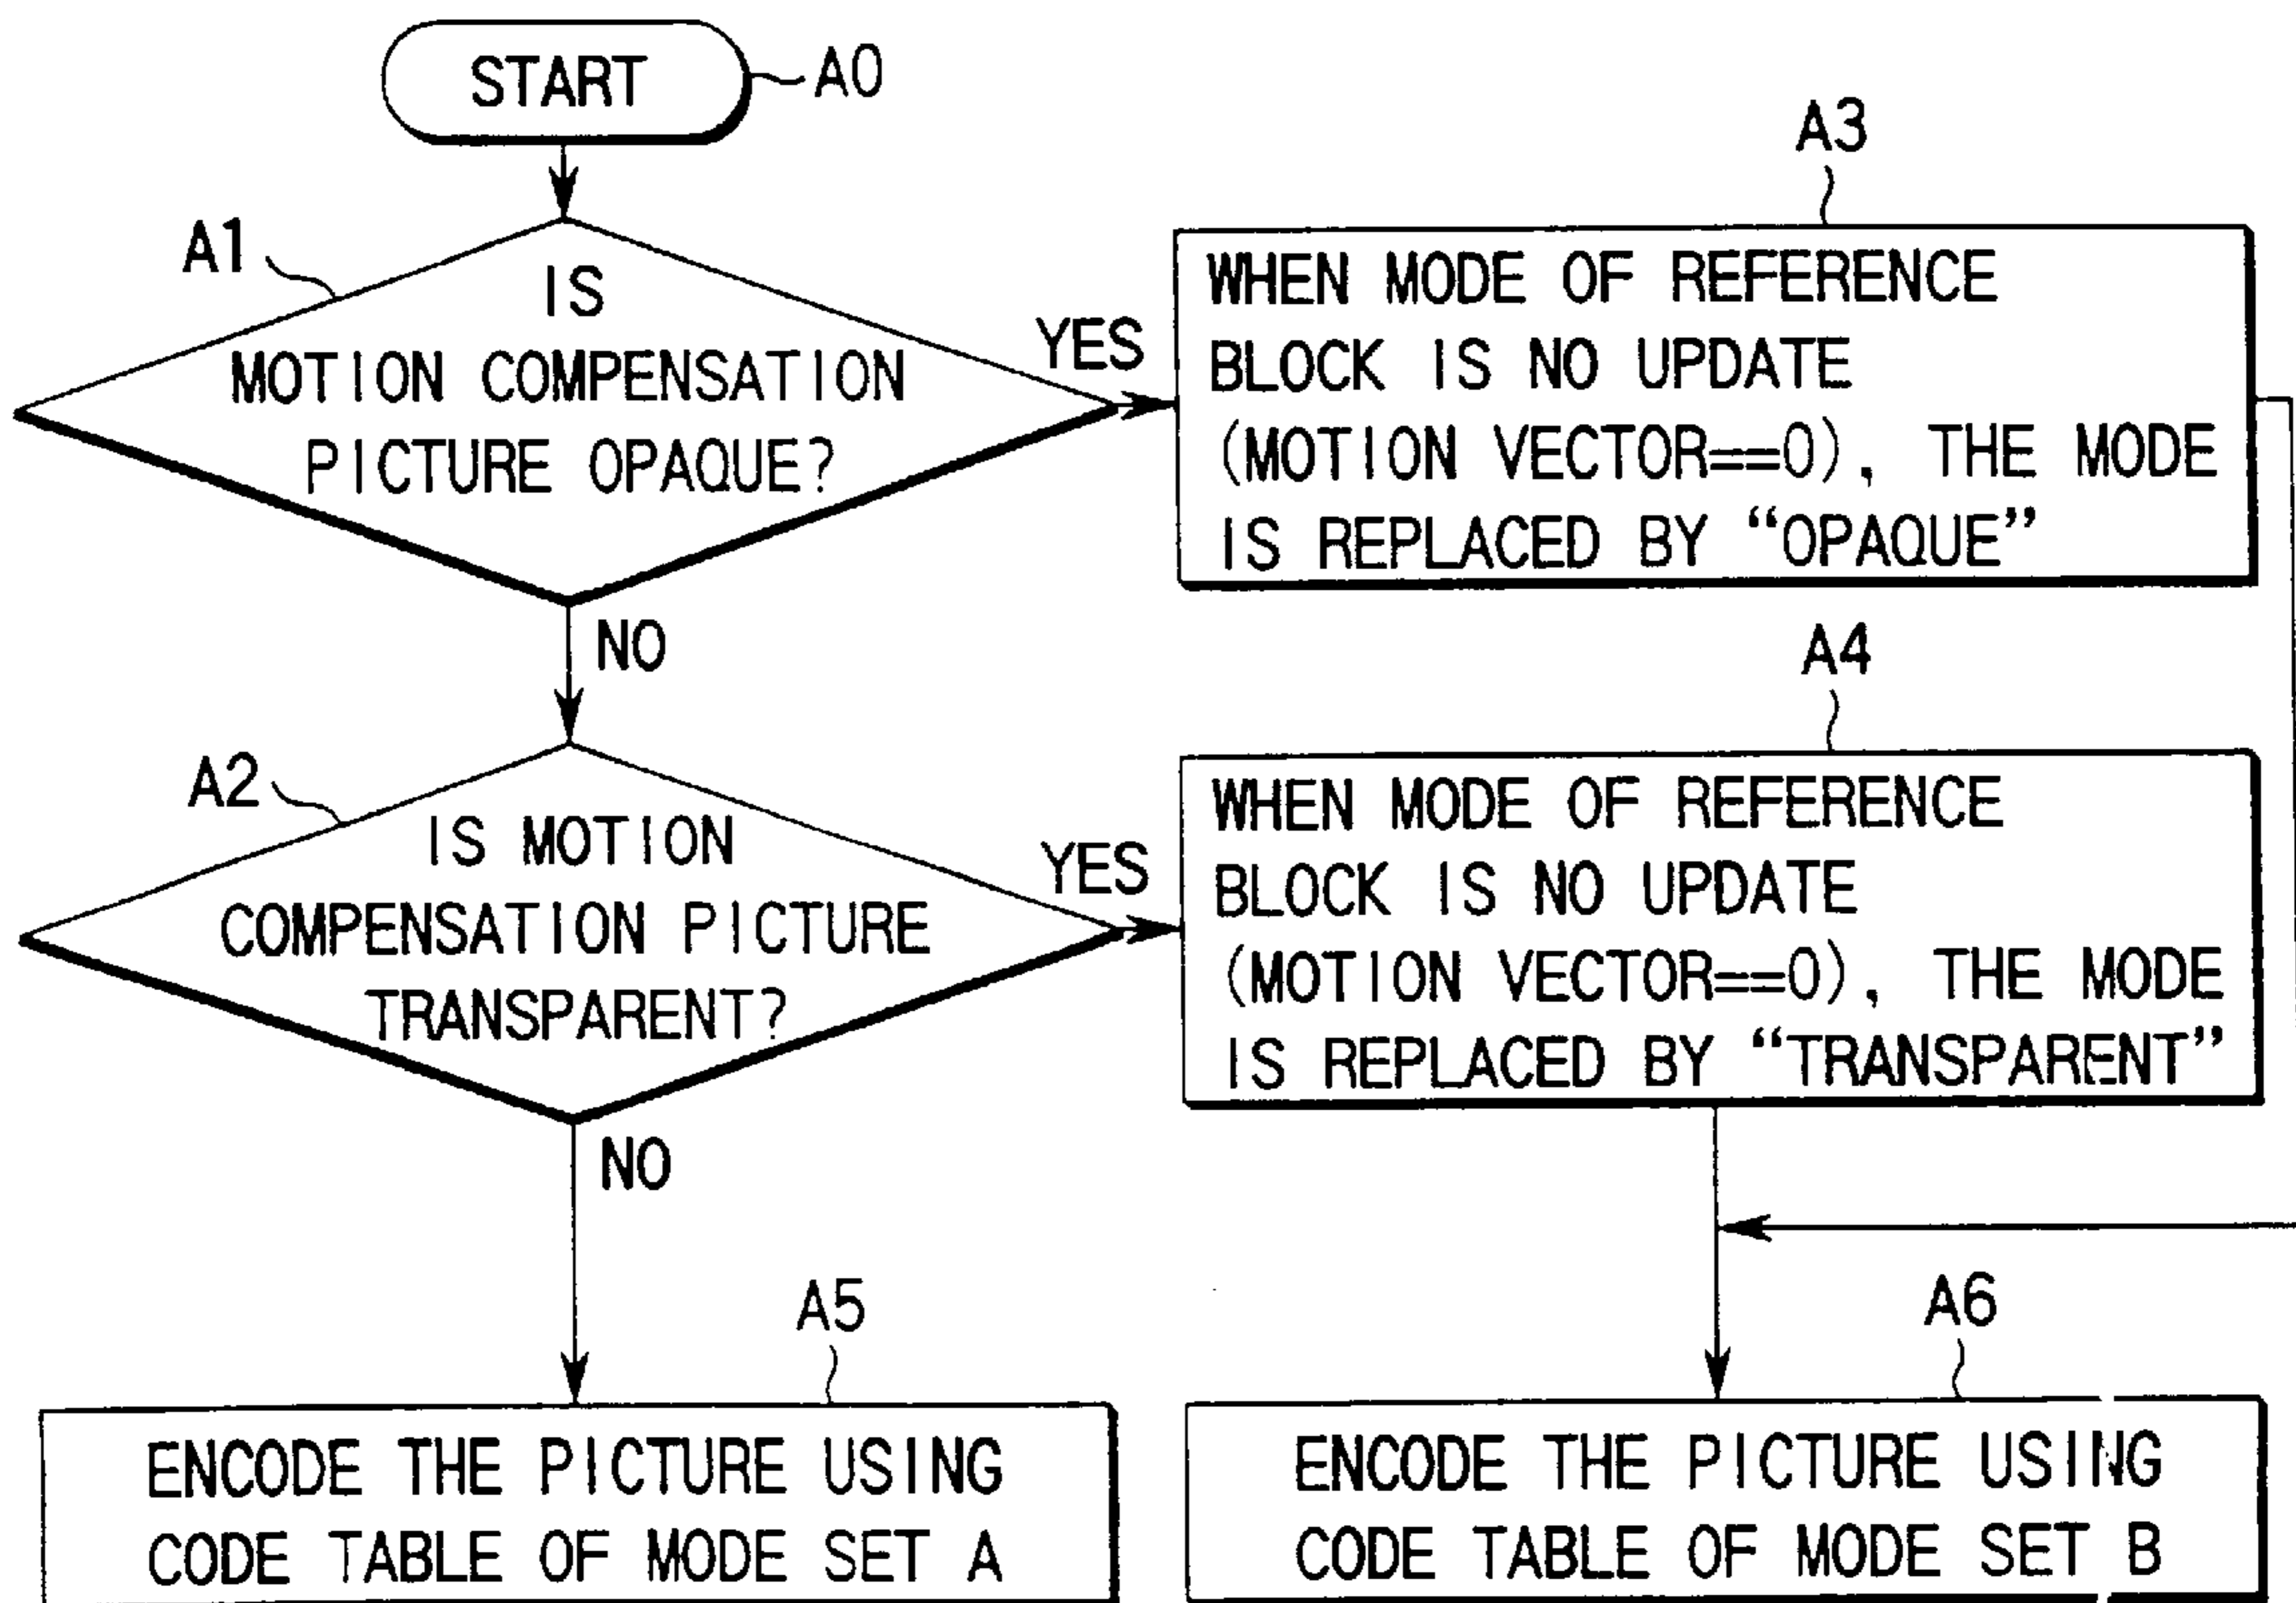 START
A0
A1
IS
MOTION COMPENSATION
PICTURE OPAQUE?
YES
NO
A3
WHEN MODE OF REFERENCE
BLOCK IS NO UPDATE
(MOTION VECTOR==0), THE MODE
IS REPLACED BY “OPAQUE”
A2
IS MOTION
COMPENSATION PICTURE
TRANSPARENT?
YES
NO
A4
WHEN MODE OF REFERENCE
BLOCK IS NO UPDATE
(MOTION VECTOR==0), THE MODE
IS REPLACED BY “TRANSPARENT”
A5
ENCODE THE PICTURE USING
CODE TABLE OF MODE SET A
A6
ENCODE THE PICTURE USING
CODE TABLE OF MODE SET B